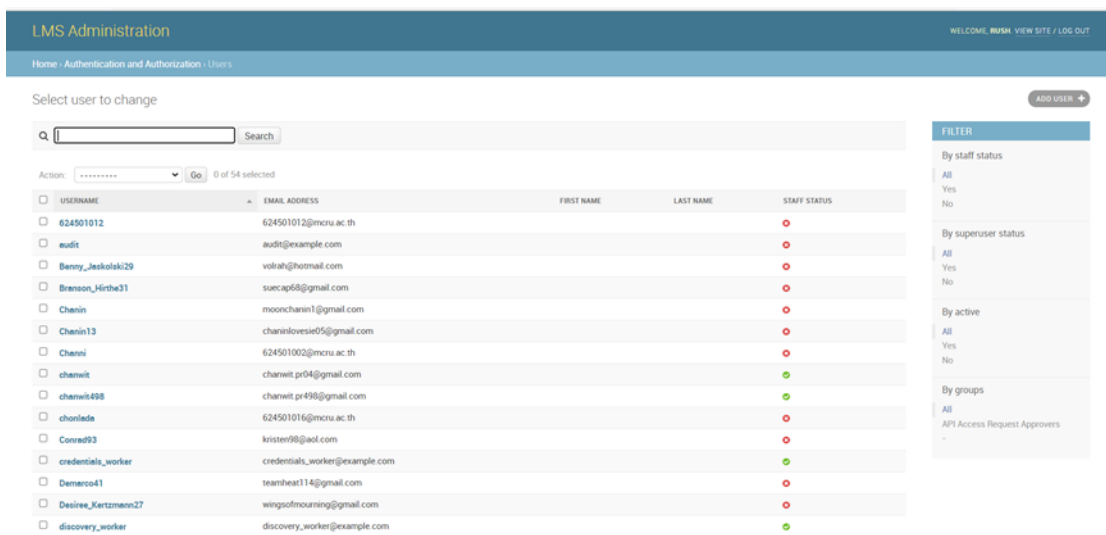 LMS Administration
WELCOME, RUSH. VIEW SITE / LOG OUT
Home › Authentication and Authorization › Users
Select user to change
ADD USER +
Search
Action: --------- Go 0 of 54 selected
USERNAME EMAIL ADDRESS FIRST NAME LAST NAME STAFF STATUS
624501012 624501012@mcru.ac.th
audit audit@example.com
Benny_Jaskolski29 volrah@hotmail.com
Branson_Hirthe31 suecap68@gmail.com
Chanin moonchanin1@gmail.com
Chanin13 chaninlovesie05@gmail.com
Channi 624501002@mcru.ac.th
chanwit chanwit.pr04@gmail.com
chanwit498 chanwit.pr498@gmail.com
chonlada 624501016@mcru.ac.th
Conrad93 kristen98@aol.com
credentials_worker credentials_worker@example.com
Demarco41 teamheat114@gmail.com
Desiree_Kertzmann27 wingsofmourning@gmail.com
discovery_worker discovery_worker@example.com
FILTER
By staff status
All
Yes
No
By superuser status
All
Yes
No
By active
All
Yes
No
By groups
All
API Access Request Approvers
-